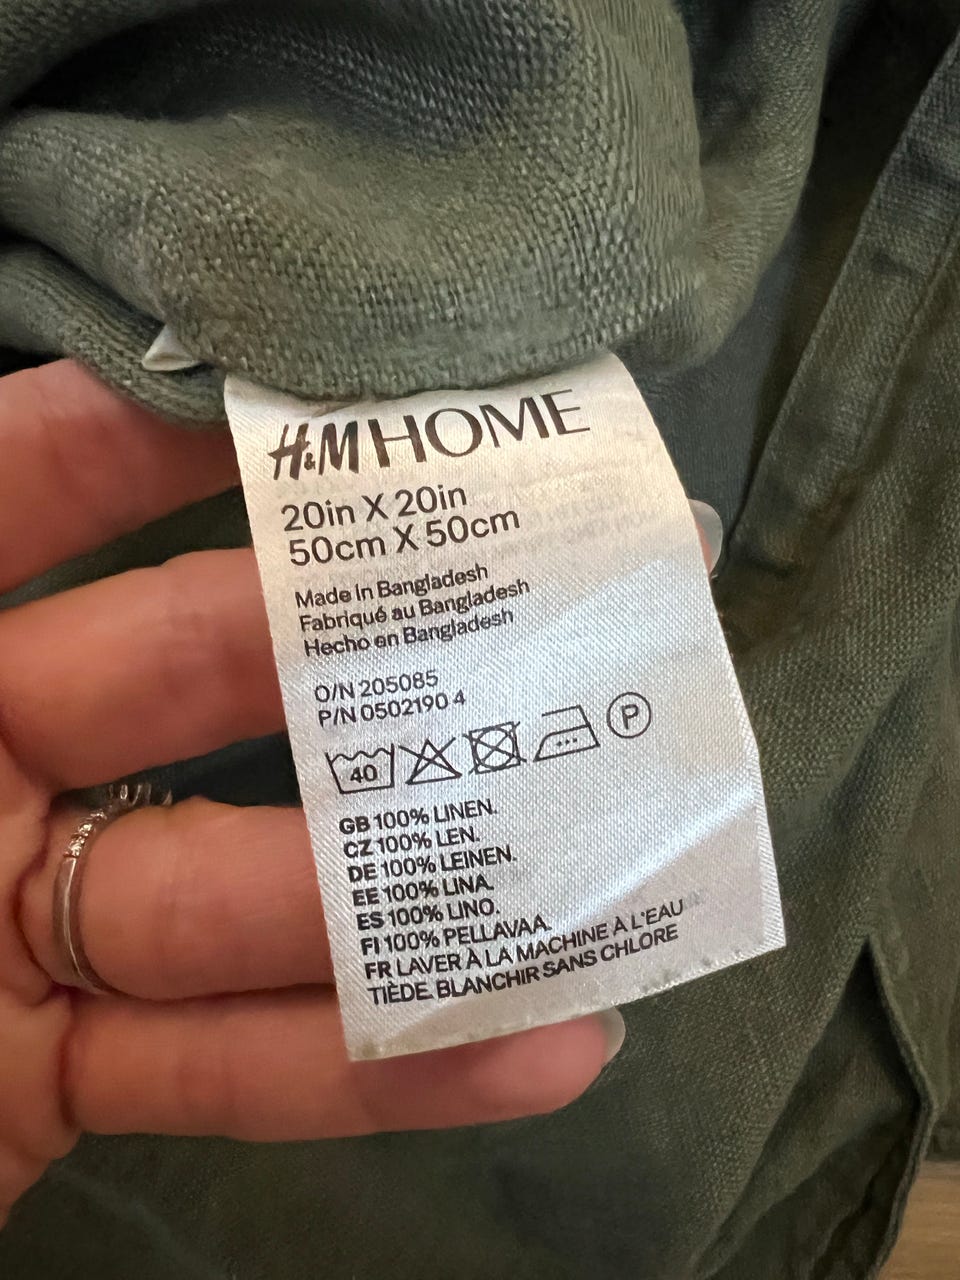 H&M HOME
20in X 20in
50cm X 50cm
Made In Bangladesh
Fabriqué au Bangladesh
Hecho en Bangladesh
O/N 205085
P/N 0502190 4
40 P
GB 100% LINEN.
CZ 100% LEN.
DE 100% LEINEN.
EE 100% LINA.
ES 100% LINO.
FI 100% PELLAVAA.
FR LAVER À LA MACHINE À L'EAU
TIÈDE. BLANCHIR SANS CHLORE